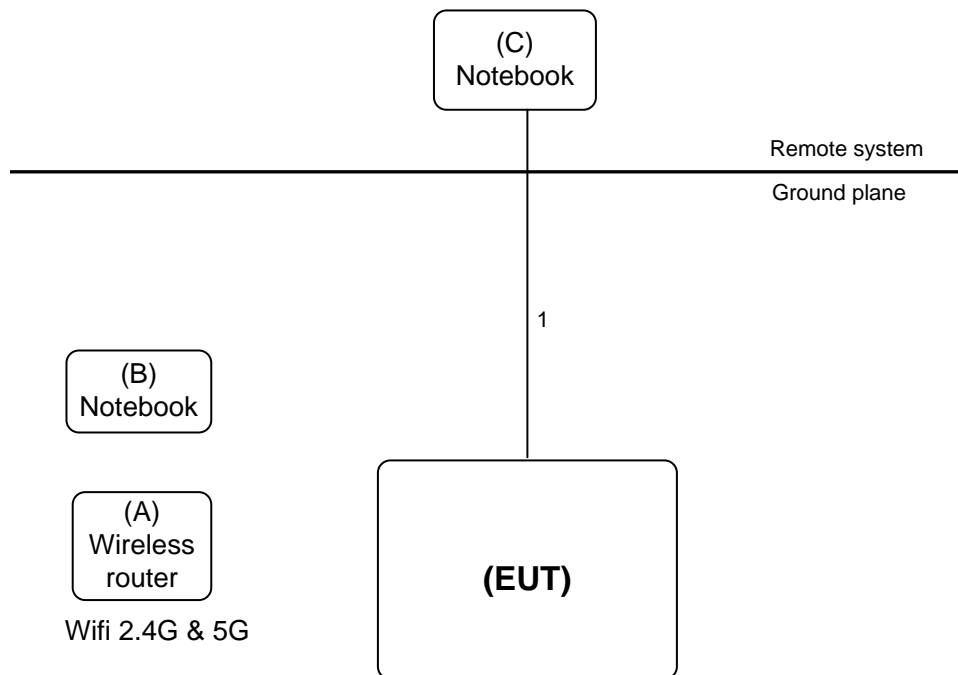 (C)
Notebook
Remote system
Ground plane
1
(B)
Notebook
(A)
Wireless
router
(EUT)
Wifi 2.4G & 5G